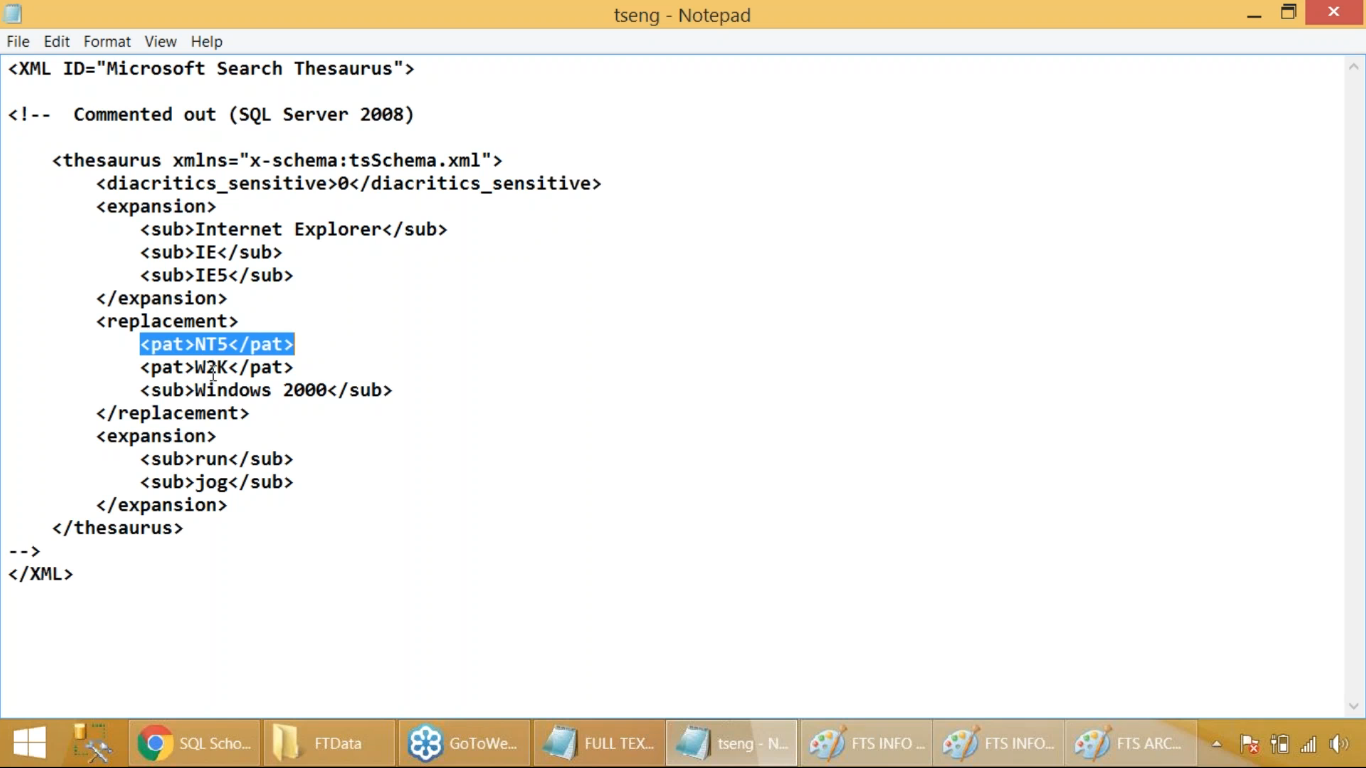 tseng - Notepad
File Edit Format View Help
<XML ID="Microsoft Search Thesaurus">
<!--  Commented out (SQL Server 2008)
    <thesaurus xmlns="x-schema:tsSchema.xml">
        <diacritics_sensitive>0</diacritics_sensitive>
        <expansion>
            <sub>Internet Explorer</sub>
            <sub>IE</sub>
            <sub>IE5</sub>
        </expansion>
        <replacement>
            <pat>NT5</pat>
            <pat>W2K</pat>
            <sub>Windows 2000</sub>
        </replacement>
        <expansion>
            <sub>run</sub>
            <sub>jog</sub>
        </expansion>
    </thesaurus>
-->
</XML>
SQL Scho... FTData GoToWe... FULL TEX... tseng - N... FTS INFO ... FTS INFO... FTS ARC...